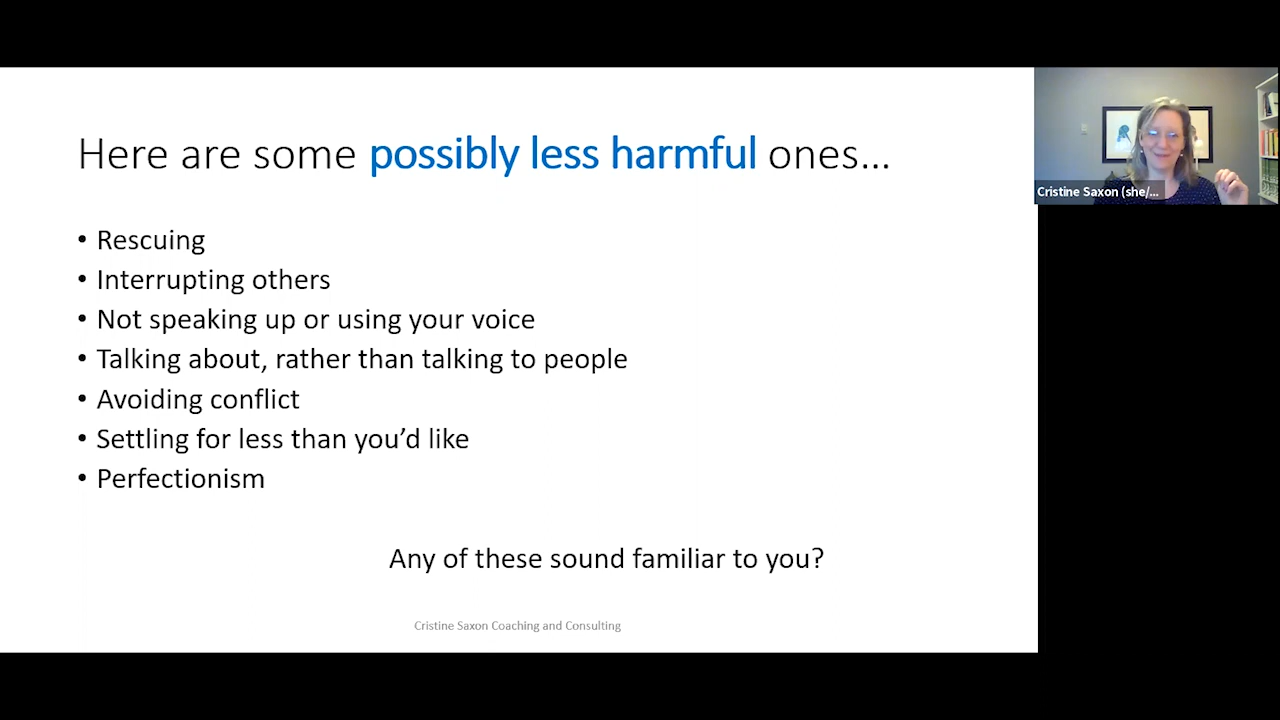 Here are some possibly less harmful ones...
• Rescuing
• Interrupting others
• Not speaking up or using your voice
• Talking about, rather than talking to people
• Avoiding conflict
• Settling for less than you’d like
• Perfectionism
Any of these sound familiar to you?
Cristine Saxon Coaching and Consulting
Cristine Saxon (she/...